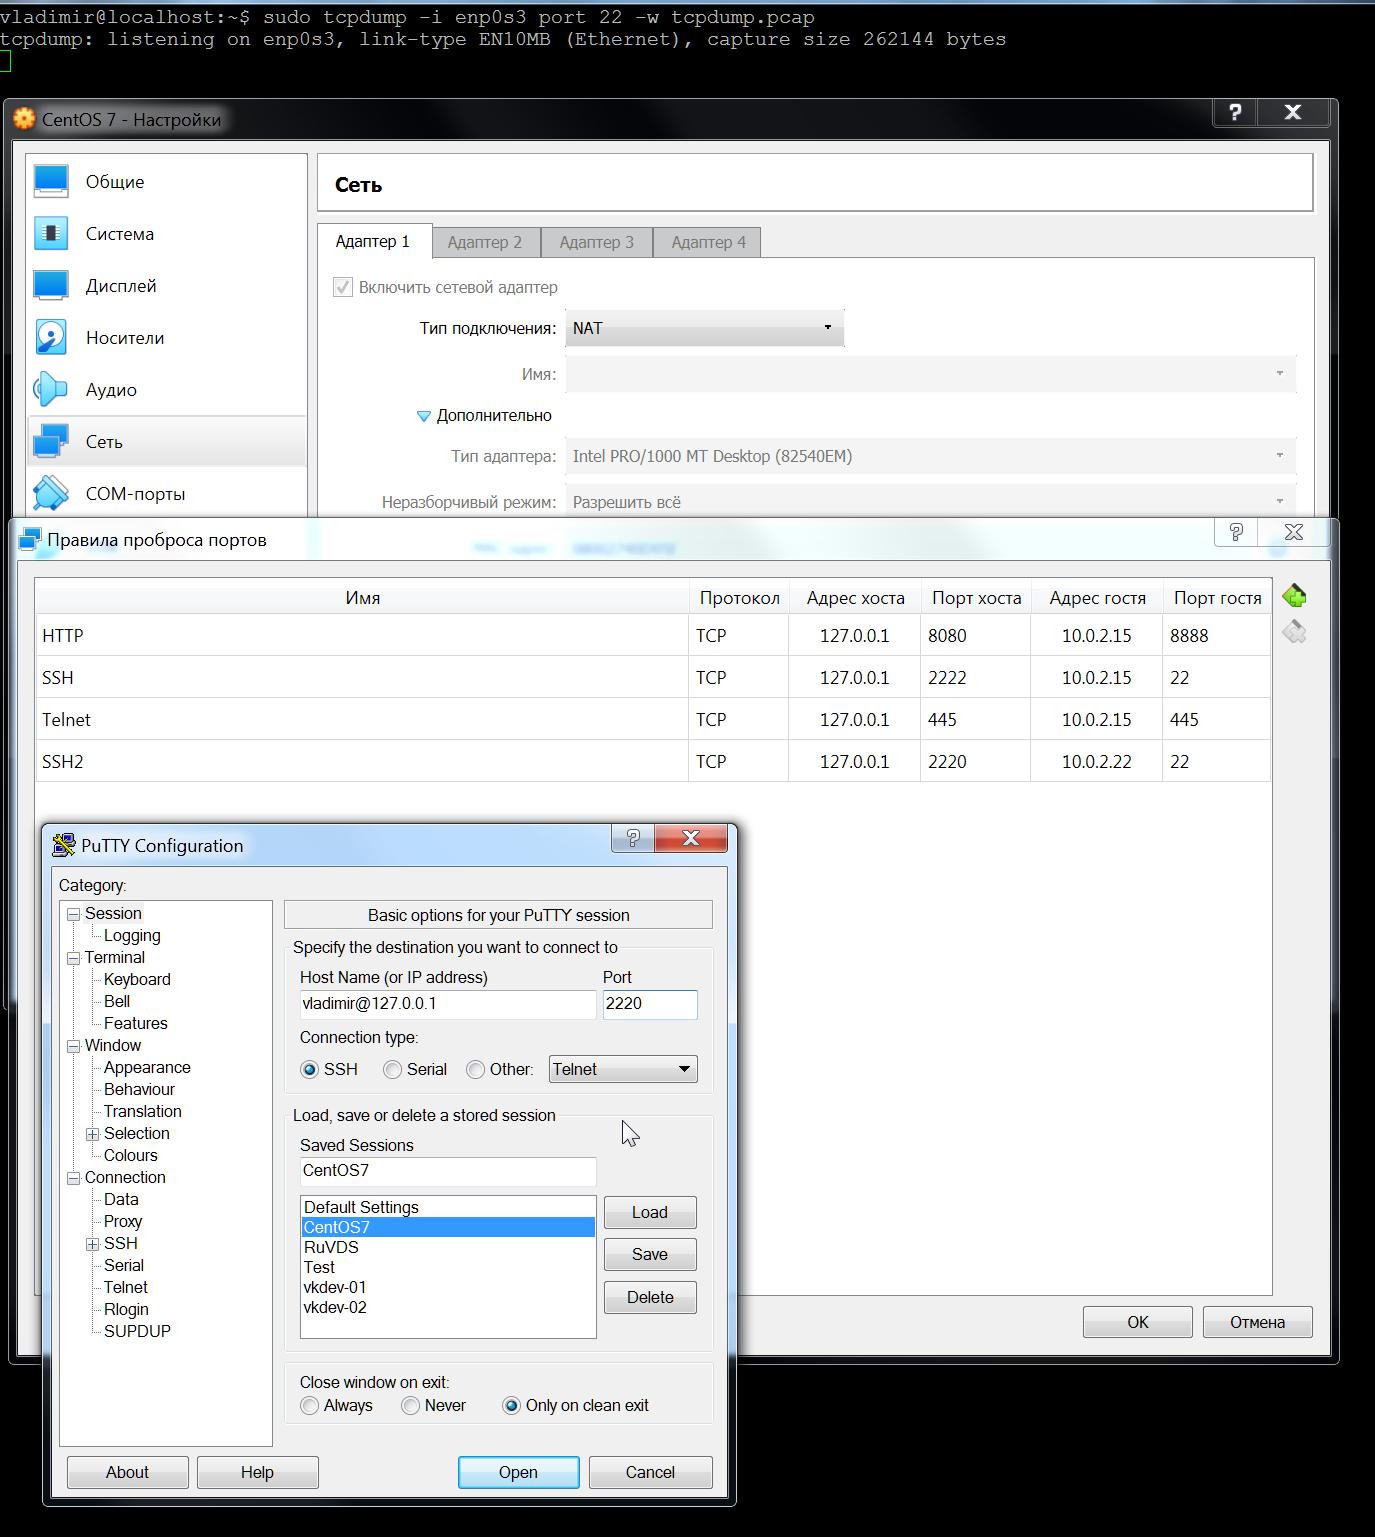 vladimir@localhost:~$ sudo tcpdump -i enp0s3 port 22 -w tcpdump.pcap
tcpdump: listening on enp0s3, link-type EN10MB (Ethernet), capture size 262144 bytes
CentOS 7 - Настройки
Общие
Система
Дисплей
Носители
Аудио
Сеть
COM-порты
Сеть
Адаптер 1 Адаптер 2 Адаптер 3 Адаптер 4
Включить сетевой адаптер
Тип подключения: NAT
Имя:
Дополнительно
Тип адаптера: Intel PRO/1000 MT Desktop (82540EM)
Неразборчивый режим: Разрешить всё
Правила проброса портов
Имя Протокол Адрес хоста Порт хоста Адрес гостя Порт гостя
HTTP TCP 127.0.0.1 8080 10.0.2.15 8888
SSH TCP 127.0.0.1 2222 10.0.2.15 22
Telnet TCP 127.0.0.1 445 10.0.2.15 445
SSH2 TCP 127.0.0.1 2220 10.0.2.22 22
OK Отмена
PuTTY Configuration
Category:
Session
Logging
Terminal
Keyboard
Bell
Features
Window
Appearance
Behaviour
Translation
Selection
Colours
Connection
Data
Proxy
SSH
Serial
Telnet
Rlogin
SUPDUP
Basic options for your PuTTY session
Specify the destination you want to connect to
Host Name (or IP address) Port
vladimir@127.0.0.1 2220
Connection type:
SSH Serial Other: Telnet
Load, save or delete a stored session
Saved Sessions
CentOS7
Default Settings
CentOS7
RuVDS
Test
vkdev-01
vkdev-02
Load
Save
Delete
Close window on exit:
Always Never Only on clean exit
About Help Open Cancel